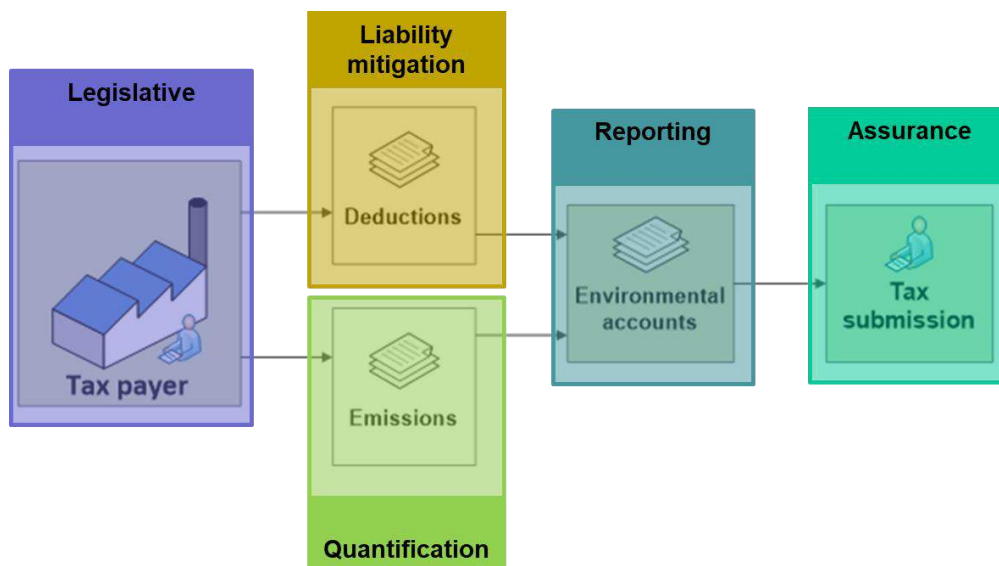 Legislative
Tax payer
Liability
mitigation
Deductions
Emissions
Quantification
Reporting
Environmental
accounts
Assurance
Tax
submission